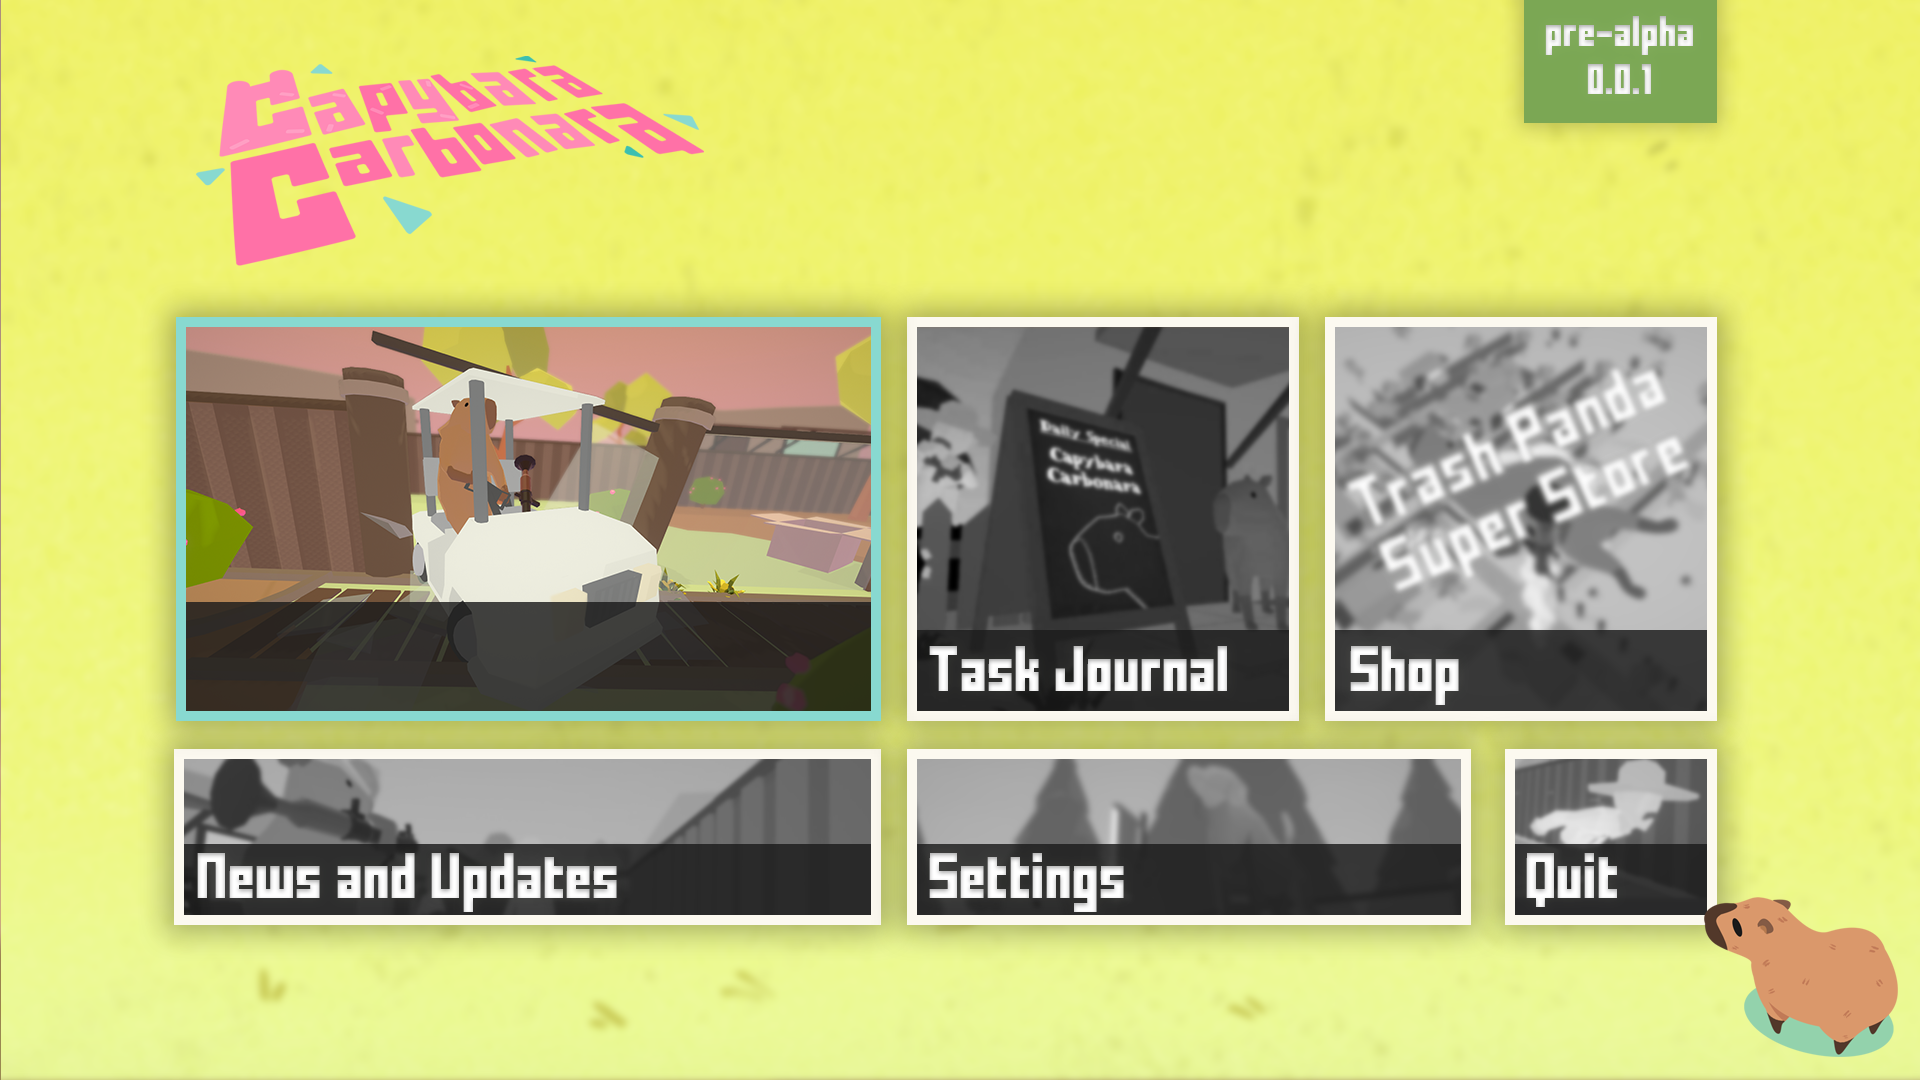 Capybara
Carbonara
pre-alpha
0.0.1
Daily Special
Capybara
Carbonara
Task Journal
Trash Panda
Super Store
Shop
News and Updates
Settings
Quit